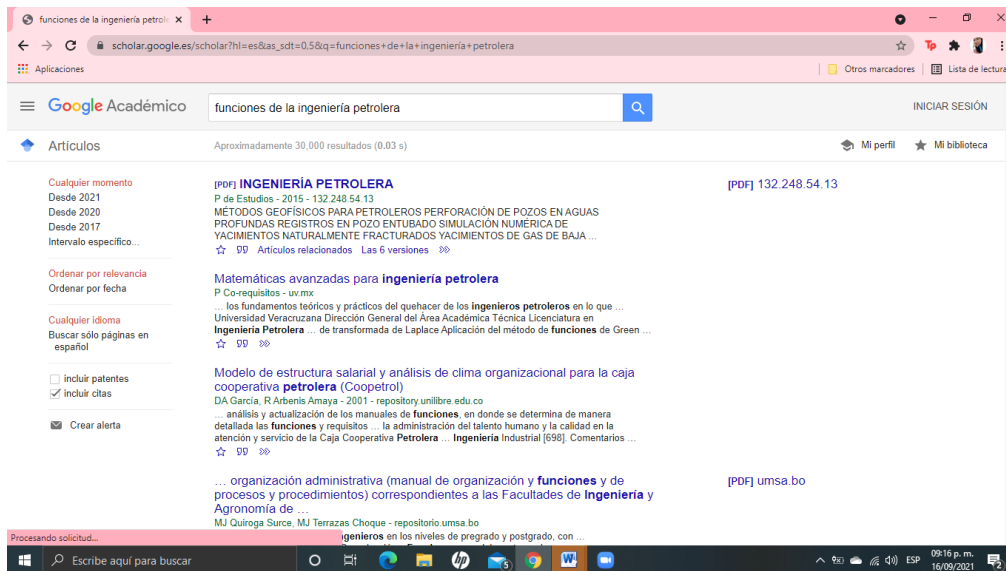 funciones de la ingeniería petrole
scholar.google.es/scholar?hl=es&as_sdt=0,5&q=funciones+de+la+ingeniería+petrolera
Tp
Aplicaciones
Otros marcadores
Lista de lectura
Google Académico
funciones de la ingeniería petrolera
INICIAR SESIÓN
Artículos
Aproximadamente 30,000 resultados (0.03 s)
Mi perfil
Mi biblioteca
Cualquier momento
Desde 2021
Desde 2020
Desde 2017
Intervalo específico...
Ordenar por relevancia
Ordenar por fecha
Cualquier idioma
Buscar sólo páginas en
español
incluir patentes
incluir citas
Crear alerta
[PDF] INGENIERÍA PETROLERA
[PDF] 132.248.54.13
P de Estudios - 2015 - 132.248.54.13
MÉTODOS GEOFÍSICOS PARA PETROLEROS PERFORACIÓN DE POZOS EN AGUAS
PROFUNDAS REGISTROS EN POZO ENTUBADO SIMULACIÓN NUMÉRICA DE
YACIMIENTOS NATURALMENTE FRACTURADOS YACIMIENTOS DE GAS DE BAJA ...
Artículos relacionados Las 6 versiones
Matemáticas avanzadas para ingeniería petrolera
P Co-requisitos - uv.mx
... los fundamentos teóricos y prácticos del quehacer de los ingenieros petroleros en lo que ...
Universidad Veracruzana Dirección General del Área Académica Técnica Licenciatura en
Ingeniería Petrolera ... de transformada de Laplace Aplicación del método de funciones de Green ...
Modelo de estructura salarial y análisis de clima organizacional para la caja
cooperativa petrolera (Coopetrol)
DA García, R Arbenis Amaya - 2001 - repository.unilibre.edu.co
... análisis y actualización de los manuales de funciones, en donde se determina de manera
detallada las funciones y requisitos ... la administración del talento humano y la calidad en la
atención y servicio de la Caja Cooperativa Petrolera ... Ingeniería Industrial [698]. Comentarios ...
... organización administrativa (manual de organización y funciones y de
procesos y procedimientos) correspondientes a las Facultades de Ingeniería y
Agronomía de ...
[PDF] umsa.bo
MJ Quiroga Surce, MJ Terrazas Choque - repositorio.umsa.bo
ngenieros en los niveles de pregrado y postgrado, con ...
Procesando solicitud...
Escribe aquí para buscar
hp
5
W
ESP
09:16 p. m.
16/09/2021
2